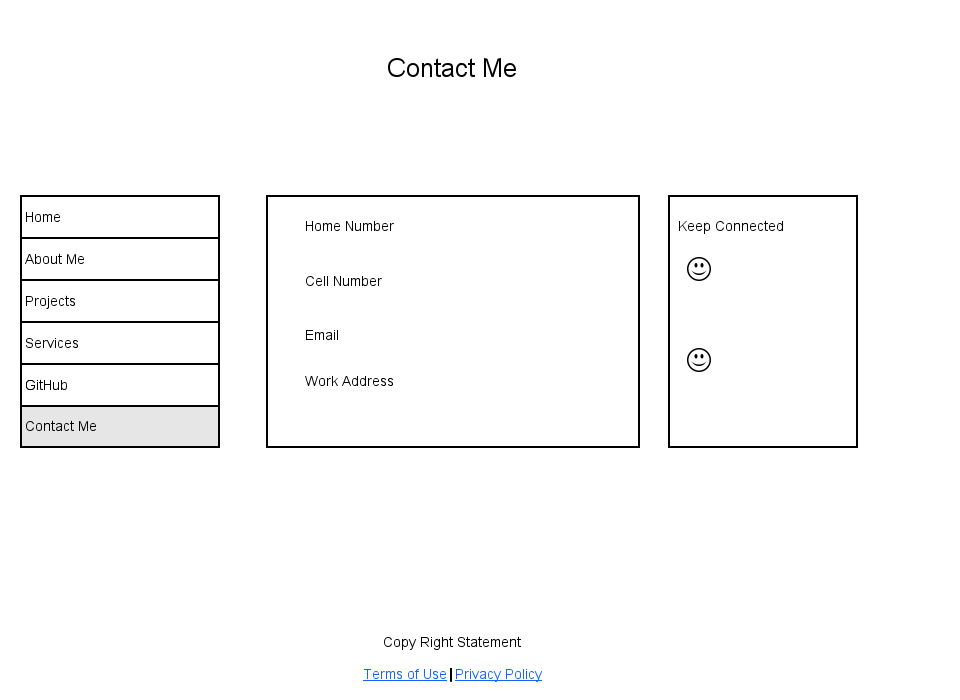 Contact Me
Home
About Me
Projects
Services
GitHub
Contact Me
Home Number
Cell Number
Email
Work Address
Keep Connected
Copy Right Statement
Terms of Use|Privacy Policy